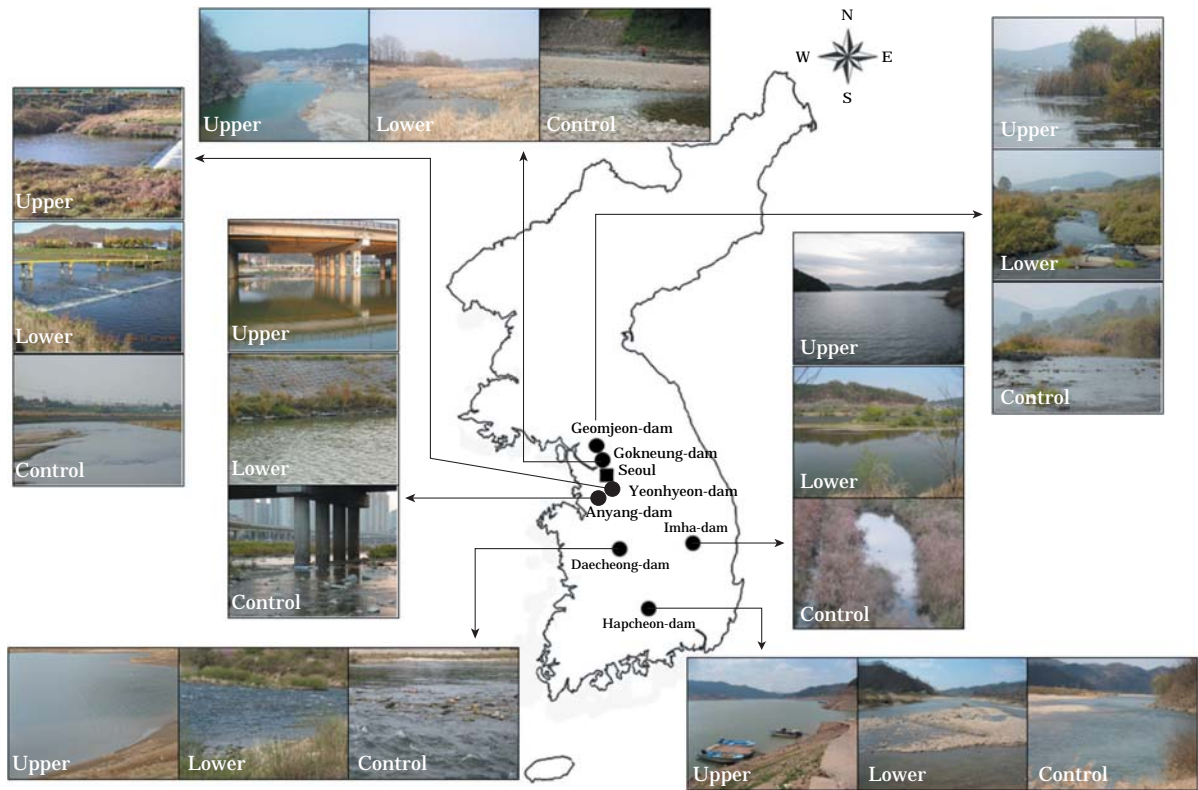 N
W
E
S
Upper
Lower
Control
Upper
Lower
Control
Upper
Lower
Control
Upper
Lower
Control
Upper
Lower
Control
Geomjeon-dam
Gokneung-dam
Seoul
Yeonhyeon-dam
Anyang-dam
Imha-dam
Daecheong-dam
Hapcheon-dam
Upper
Lower
Control
Upper
Lower
Control